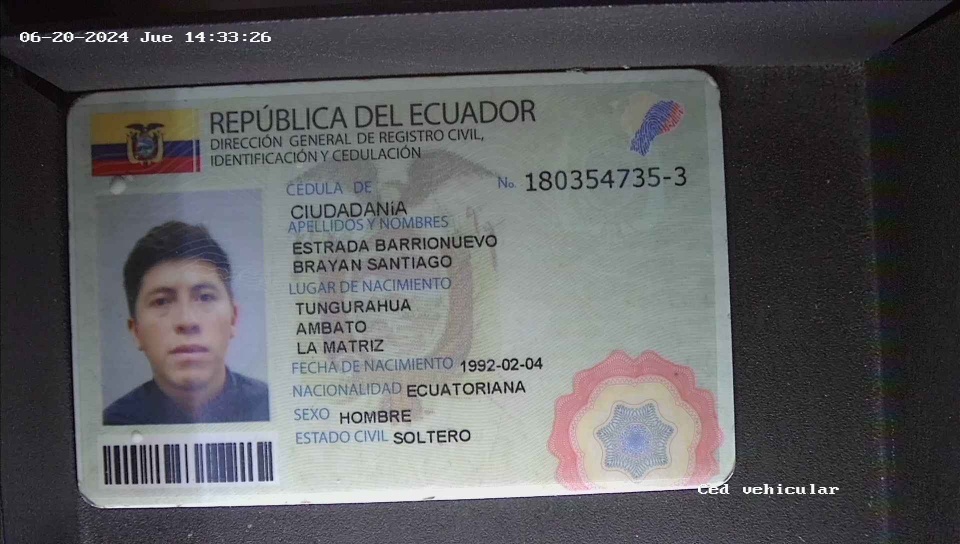 06-20-2024 Jue 14:33:26
REPÚBLICA DEL ECUADOR
DIRECCIÓN GENERAL DE REGISTRO CIVIL,
IDENTIFICACIÓN Y CEDULACIÓN
CÉDULA DE
No. 180354735-3
CIUDADANíA
APELLIDOS Y NOMBRES
ESTRADA BARRIONUEVO
BRAYAN SANTIAGO
LUGAR DE NACIMIENTO
TUNGURAHUA
AMBATO
LA MATRIZ
FECHA DE NACIMIENTO 1992-02-04
NACIONALIDAD ECUATORIANA
SEXO HOMBRE
ESTADO CIVIL SOLTERO
Ced vehicular